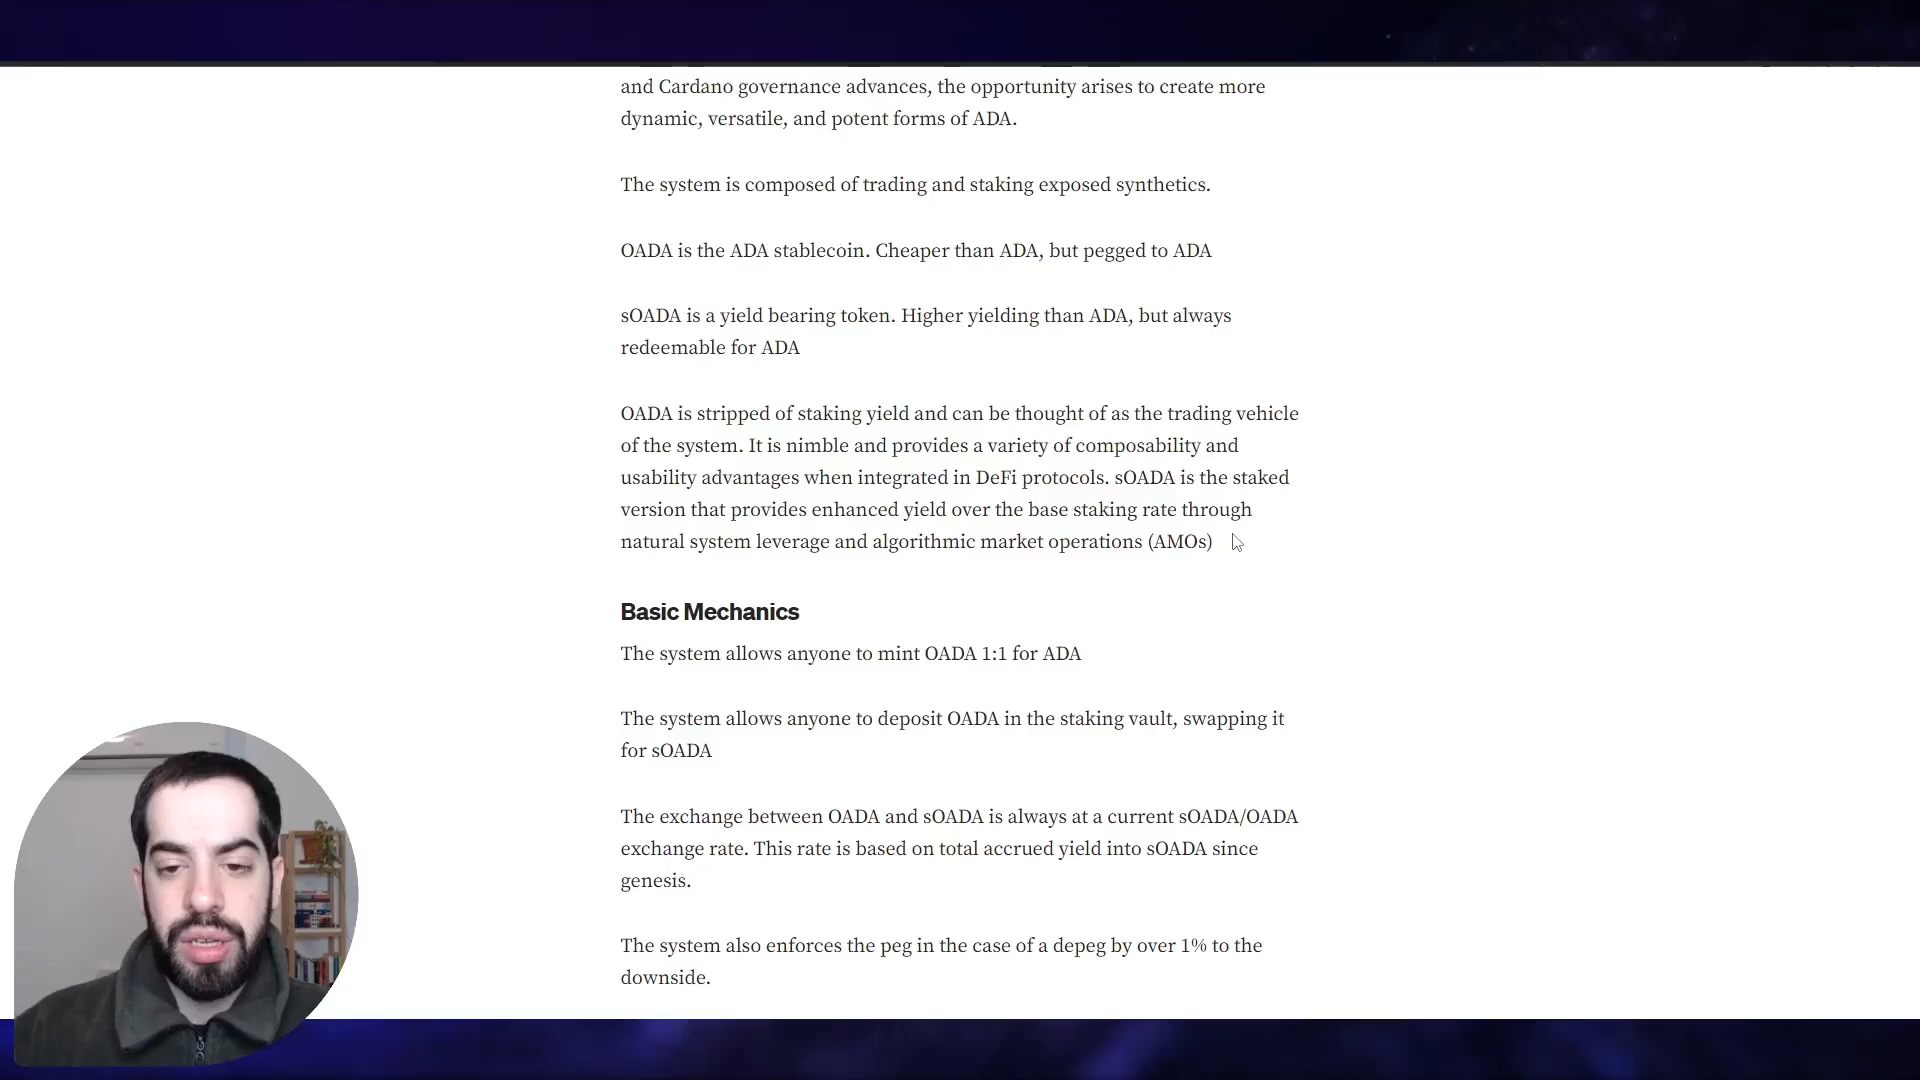 and Cardano governance advances, the opportunity arises to create more
dynamic, versatile, and potent forms of ADA.
The system is composed of trading and staking exposed synthetics.
OADA is the ADA stablecoin. Cheaper than ADA, but pegged to ADA
sOADA is a yield bearing token. Higher yielding than ADA, but always
redeemable for ADA
OADA is stripped of staking yield and can be thought of as the trading vehicle
of the system. It is nimble and provides a variety of composability and
usability advantages when integrated in DeFi protocols. sOADA is the staked
version that provides enhanced yield over the base staking rate through
natural system leverage and algorithmic market operations (AMOs)
Basic Mechanics
The system allows anyone to mint OADA 1:1 for ADA
The system allows anyone to deposit OADA in the staking vault, swapping it
for sOADA
The exchange between OADA and sOADA is always at a current sOADA/OADA
exchange rate. This rate is based on total accrued yield into sOADA since
genesis.
The system also enforces the peg in the case of a depeg by over 1% to the
downside.